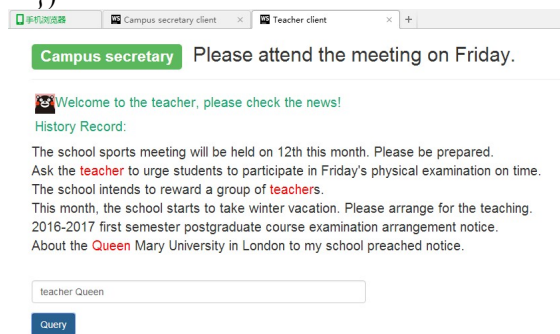 ;)
手机浏览器
WS Campus secretary client ×
WS Teacher client × +
Campus secretary Please attend the meeting on Friday.
Welcome to the teacher, please check the news!
History Record:
The school sports meeting will be held on 12th this month. Please be prepared.
Ask the teacher to urge students to participate in Friday's physical examination on time.
The school intends to reward a group of teachers.
This month, the school starts to take winter vacation. Please arrange for the teaching.
2016-2017 first semester postgraduate course examination arrangement notice.
About the Queen Mary University in London to my school preached notice.
teacher Queen
Query